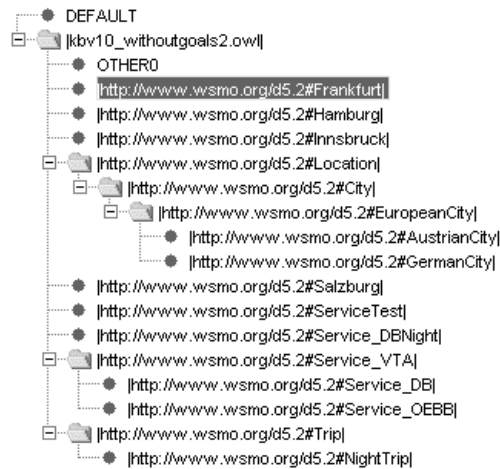 DEFAULT
|kbv10_withoutgoals2.owl|
OTHER0
|http://www.wsmo.org/d5.2#Frankfurt|
|http://www.wsmo.org/d5.2#Hamburg|
|http://www.wsmo.org/d5.2#Innsbruck|
|http://www.wsmo.org/d5.2#Location|
|http://www.wsmo.org/d5.2#City|
|http://www.wsmo.org/d5.2#EuropeanCity|
|http://www.wsmo.org/d5.2#AustrianCity|
|http://www.wsmo.org/d5.2#GermanCity|
|http://www.wsmo.org/d5.2#Salzburg|
|http://www.wsmo.org/d5.2#ServiceTest|
|http://www.wsmo.org/d5.2#Service_DBNight|
|http://www.wsmo.org/d5.2#Service_VTA|
|http://www.wsmo.org/d5.2#Service_DB|
|http://www.wsmo.org/d5.2#Service_OEBB|
|http://www.wsmo.org/d5.2#Trip|
|http://www.wsmo.org/d5.2#NightTrip|